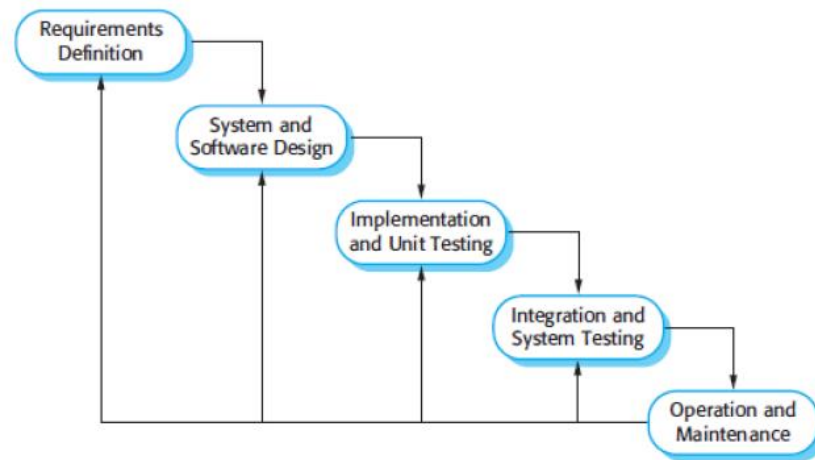 Requirements
Definition
System and
Software Design
Implementation
and Unit Testing
Integration and
System Testing
Operation and
Maintenance